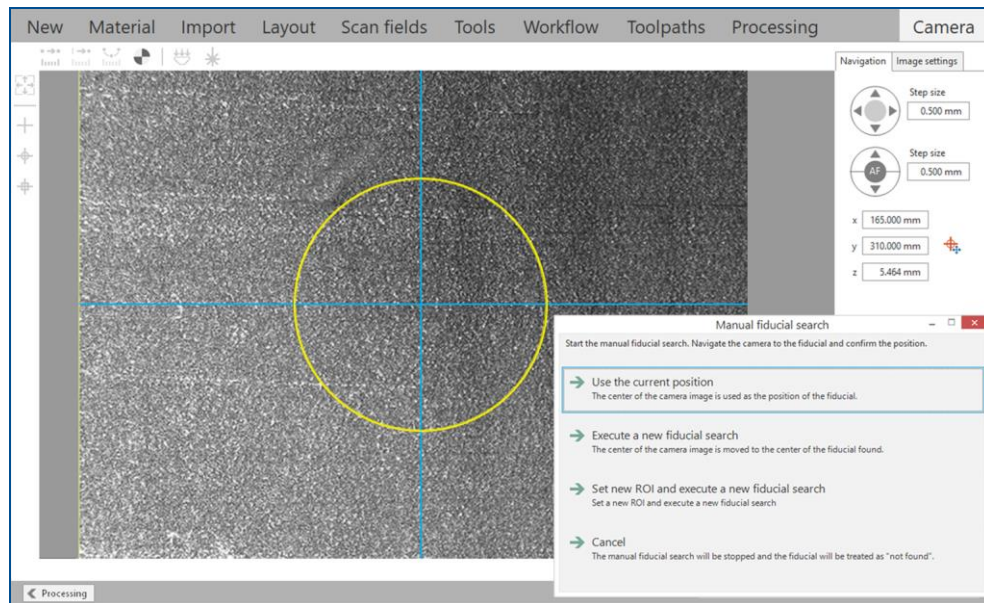 New Material Import Layout Scan fields Tools Workflow Toolpaths Processing Camera
Navigation Image settings
Step size
0.500 mm
Step size
AF
0.500 mm
x 165.000 mm
y 310.000 mm
z 5.464 mm
Manual fiducial search
Start the manual fiducial search. Navigate the camera to the fiducial and confirm the position.
Use the current position
The center of the camera image is used as the position of the fiducial.
Execute a new fiducial search
The center of the camera image is moved to the center of the fiducial found.
Set new ROI and execute a new fiducial search
Set a new ROI and execute a new fiducial search
Cancel
The manual fiducial search will be stopped and the fiducial will be treated as "not found".
Processing